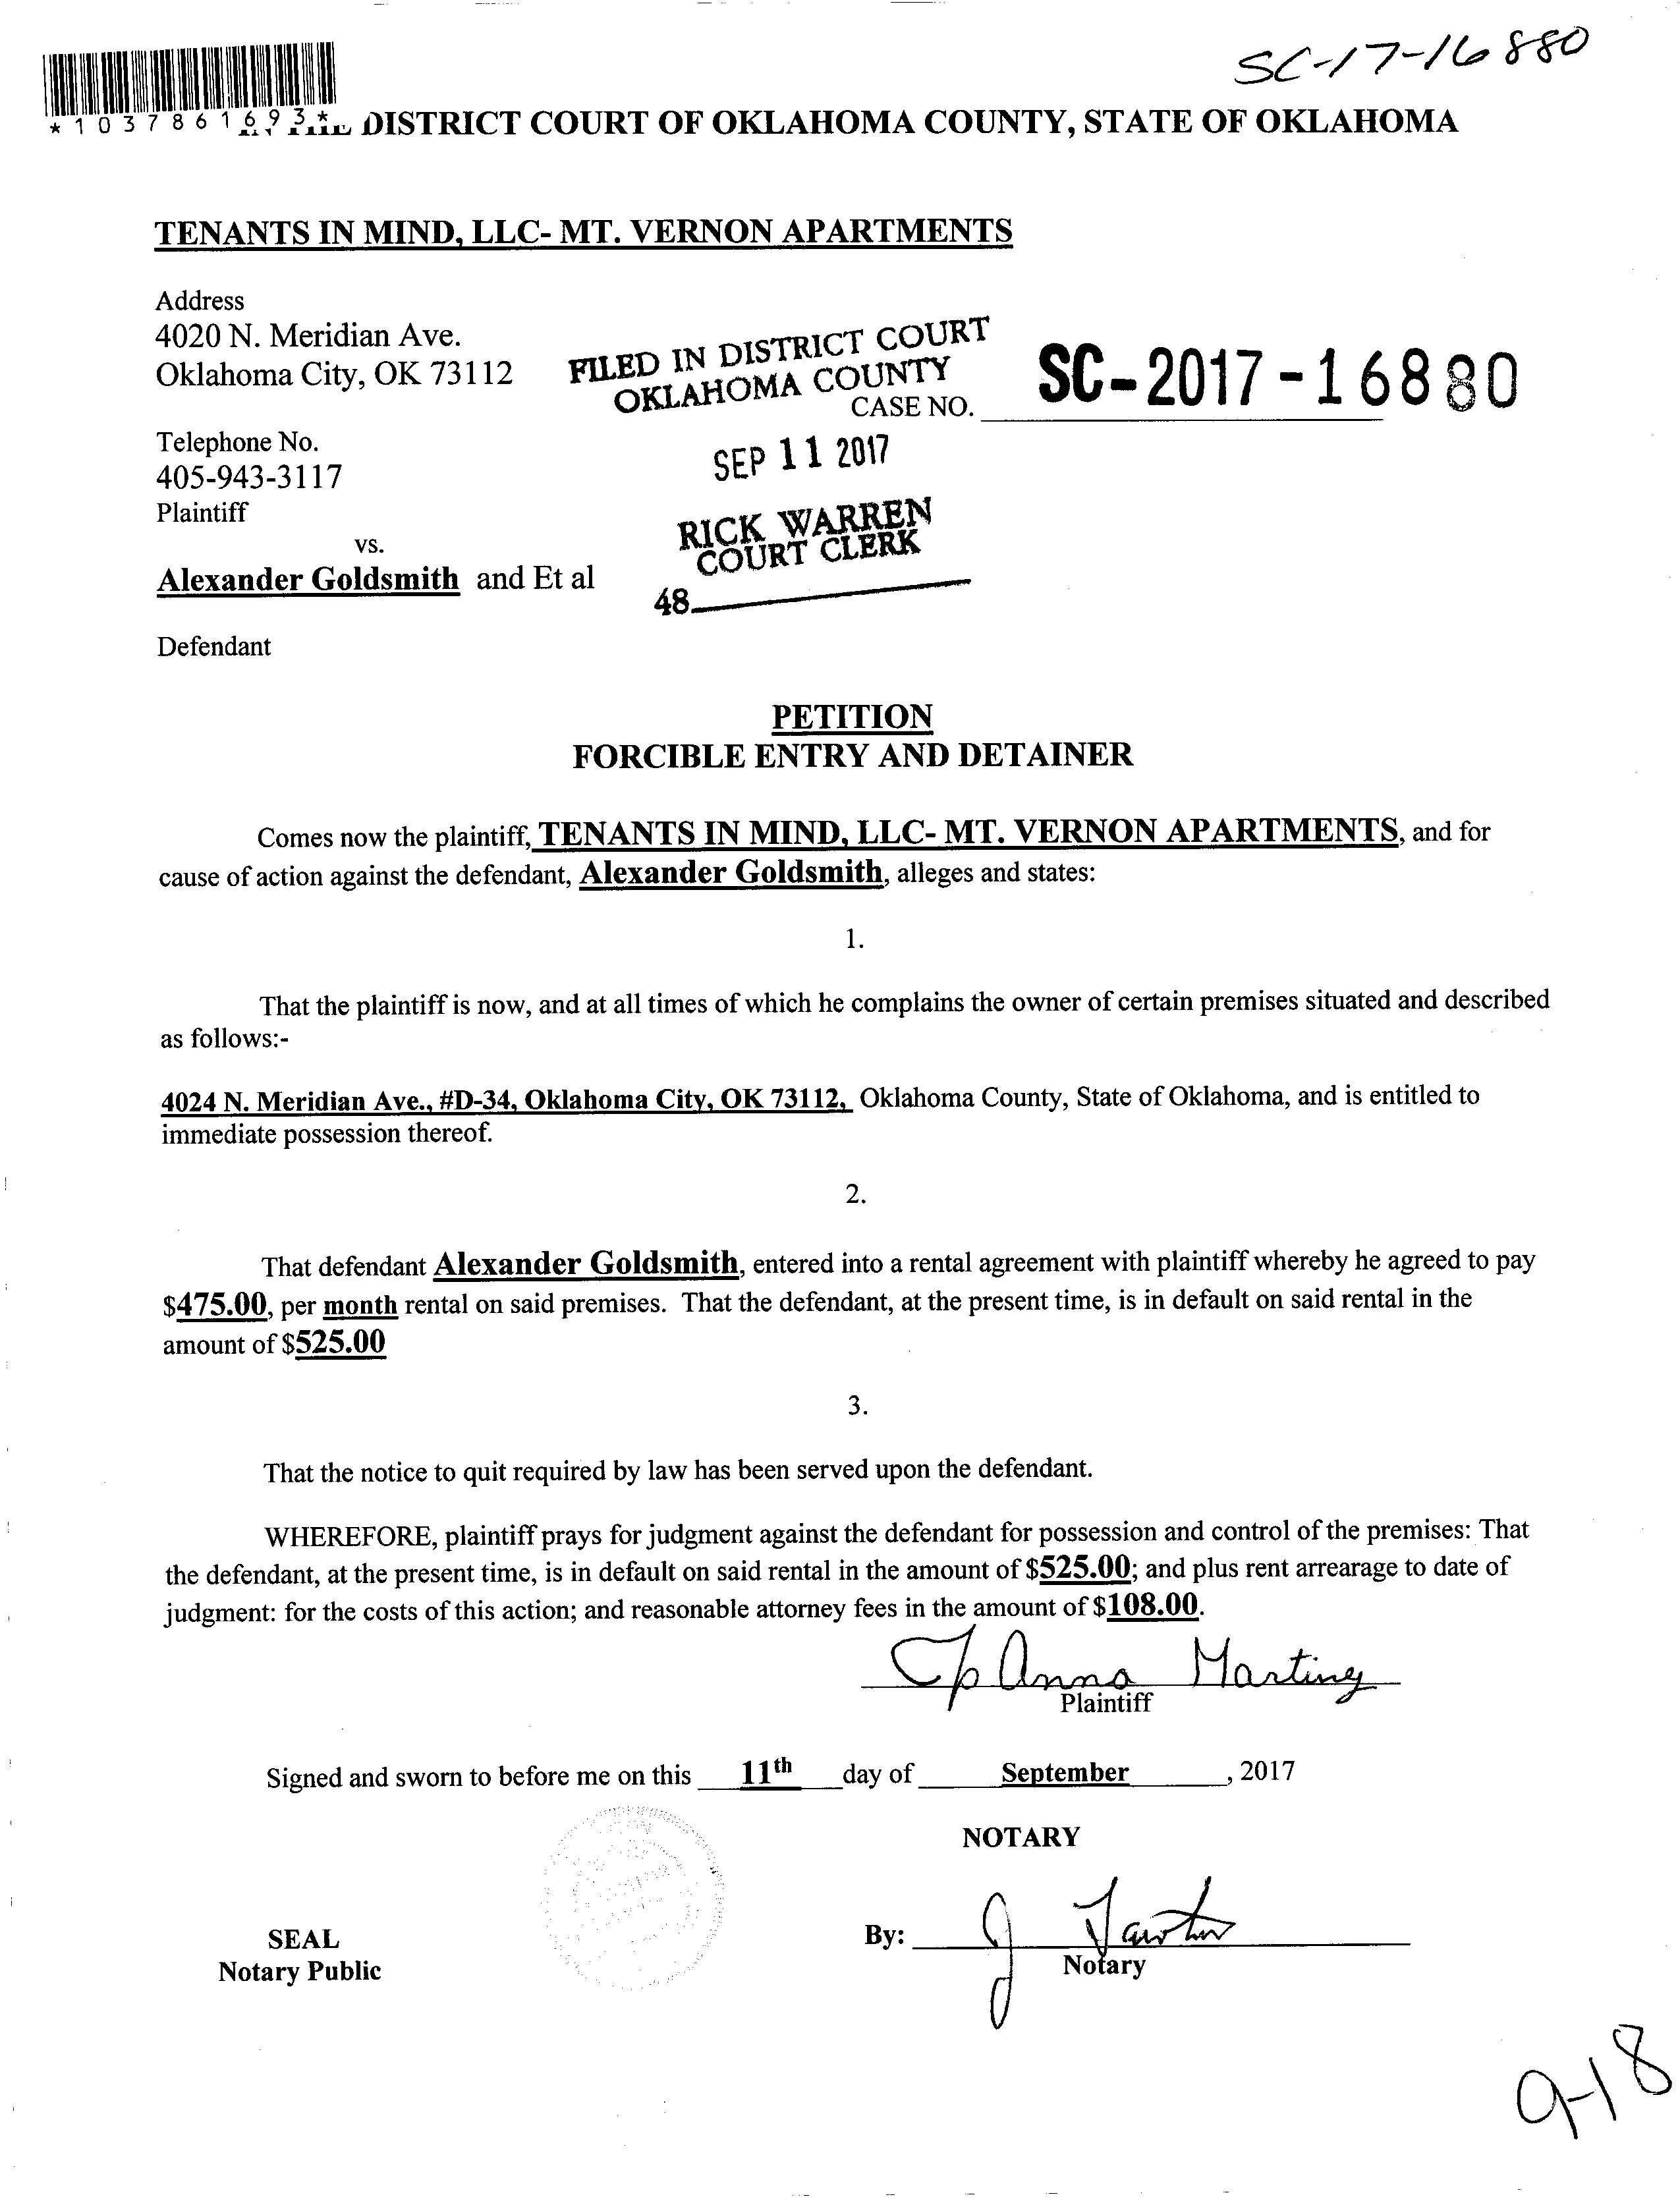 SC-17-16880
*1037861693*
DISTRICT COURT OF OKLAHOMA COUNTY, STATE OF OKLAHOMA
TENANTS IN MIND, LLC- MT. VERNON APARTMENTS
Address
4020 N. Meridian Ave.
Oklahoma City, OK 73112
FILED IN DISTRICT COURT
OKLAHOMA COUNTY
CASE NO. SC-2017-16880
Telephone No.
405-943-3117
SEP 11 2017
Plaintiff
RICK WARREN
COURT CLERK
vs.
Alexander Goldsmith and Et al
48
Defendant
PETITION
FORCIBLE ENTRY AND DETAINER
Comes now the plaintiff, TENANTS IN MIND, LLC- MT. VERNON APARTMENTS, and for
cause of action against the defendant, Alexander Goldsmith, alleges and states:
1.
That the plaintiff is now, and at all times of which he complains the owner of certain premises situated and described
as follows:-
4024 N. Meridian Ave., #D-34, Oklahoma City, OK 73112, Oklahoma County, State of Oklahoma, and is entitled to
immediate possession thereof.
2.
That defendant Alexander Goldsmith, entered into a rental agreement with plaintiff whereby he agreed to pay
$475.00, per month rental on said premises. That the defendant, at the present time, is in default on said rental in the
amount of $525.00
3.
That the notice to quit required by law has been served upon the defendant.
WHEREFORE, plaintiff prays for judgment against the defendant for possession and control of the premises: That
the defendant, at the present time, is in default on said rental in the amount of $525.00; and plus rent arrearage to date of
judgment: for the costs of this action; and reasonable attorney fees in the amount of $108.00.
Anna Martinez
Plaintiff
Signed and sworn to before me on this 11th day of September, 2017
NOTARY
SEAL
Notary Public
By: J
Notary
9-18